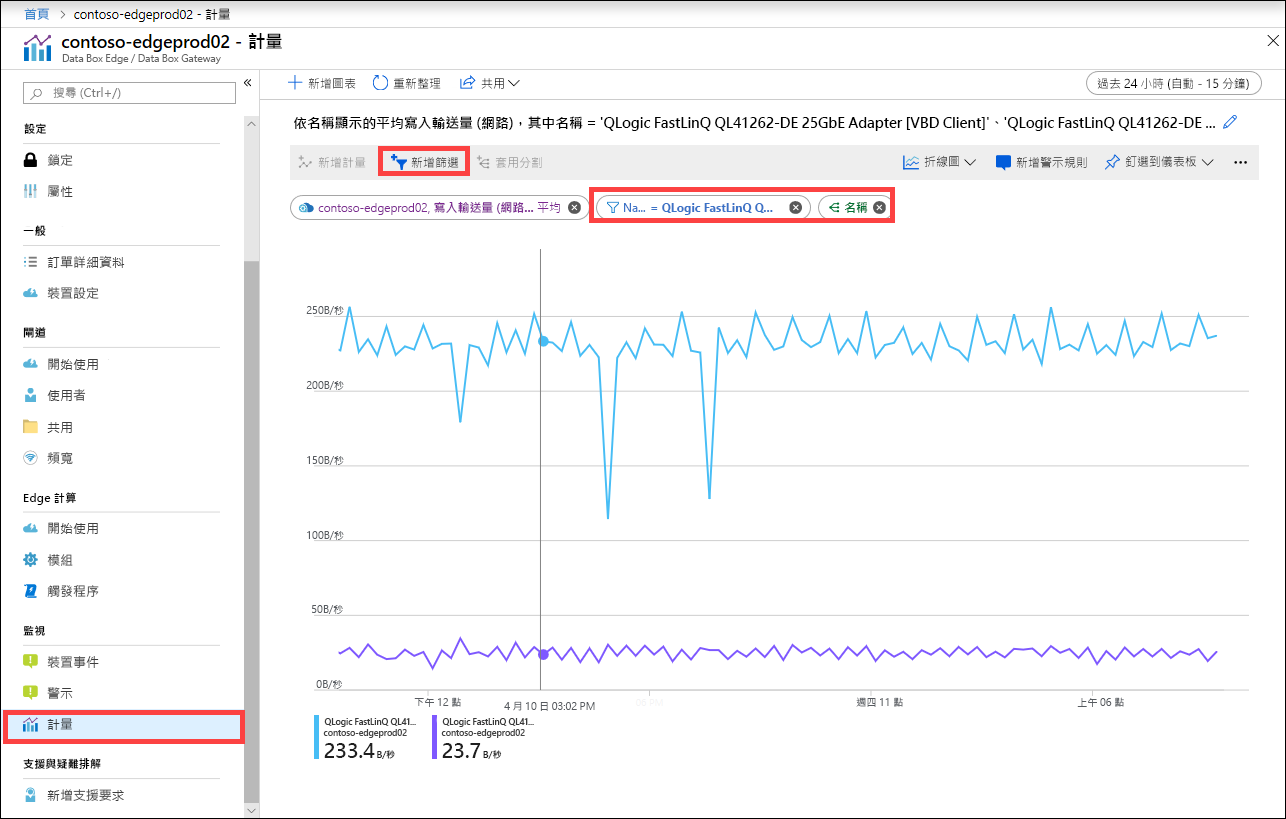 首頁 > contoso-edgeprod02 - 計量
contoso-edgeprod02 - 計量
Data Box Edge / Data Box Gateway
搜尋 (Ctrl+/)
設定
鎖定
屬性
一般
訂單詳細資料
裝置設定
閘道
開始使用
使用者
共用
頻寬
Edge 計算
開始使用
模組
觸發程序
監視
裝置事件
警示
計量
支援與疑難排解
新增支援要求
新增圖表 重新整理 共用
過去 24 小時 (自動 - 15 分鐘)
依名稱顯示的平均寫入輸送量 (網路)，其中名稱 = 'QLogic FastLinQ QL41262-DE 25GbE Adapter [VBD Client]'、'QLogic FastLinQ QL41262-DE ...
新增計量 新增篩選 套用分割 折線圖 新增警示規則 釘選到儀表板 ...
contoso-edgeprod02, 寫入輸送量 (網路... 平均 Na... = QLogic FastLinQ Q... 名稱
250B/秒
200B/秒
150B/秒
100B/秒
50B/秒
0B/秒
下午 12 點 4 月 10 日 03:02 PM 06 PM 週四 11 點 上午 06 點
QLogic FastLinQ QL41... QLogic FastLinQ QL41...
contoso-edgeprod02 contoso-edgeprod02
233.4 B/秒 23.7 B/秒